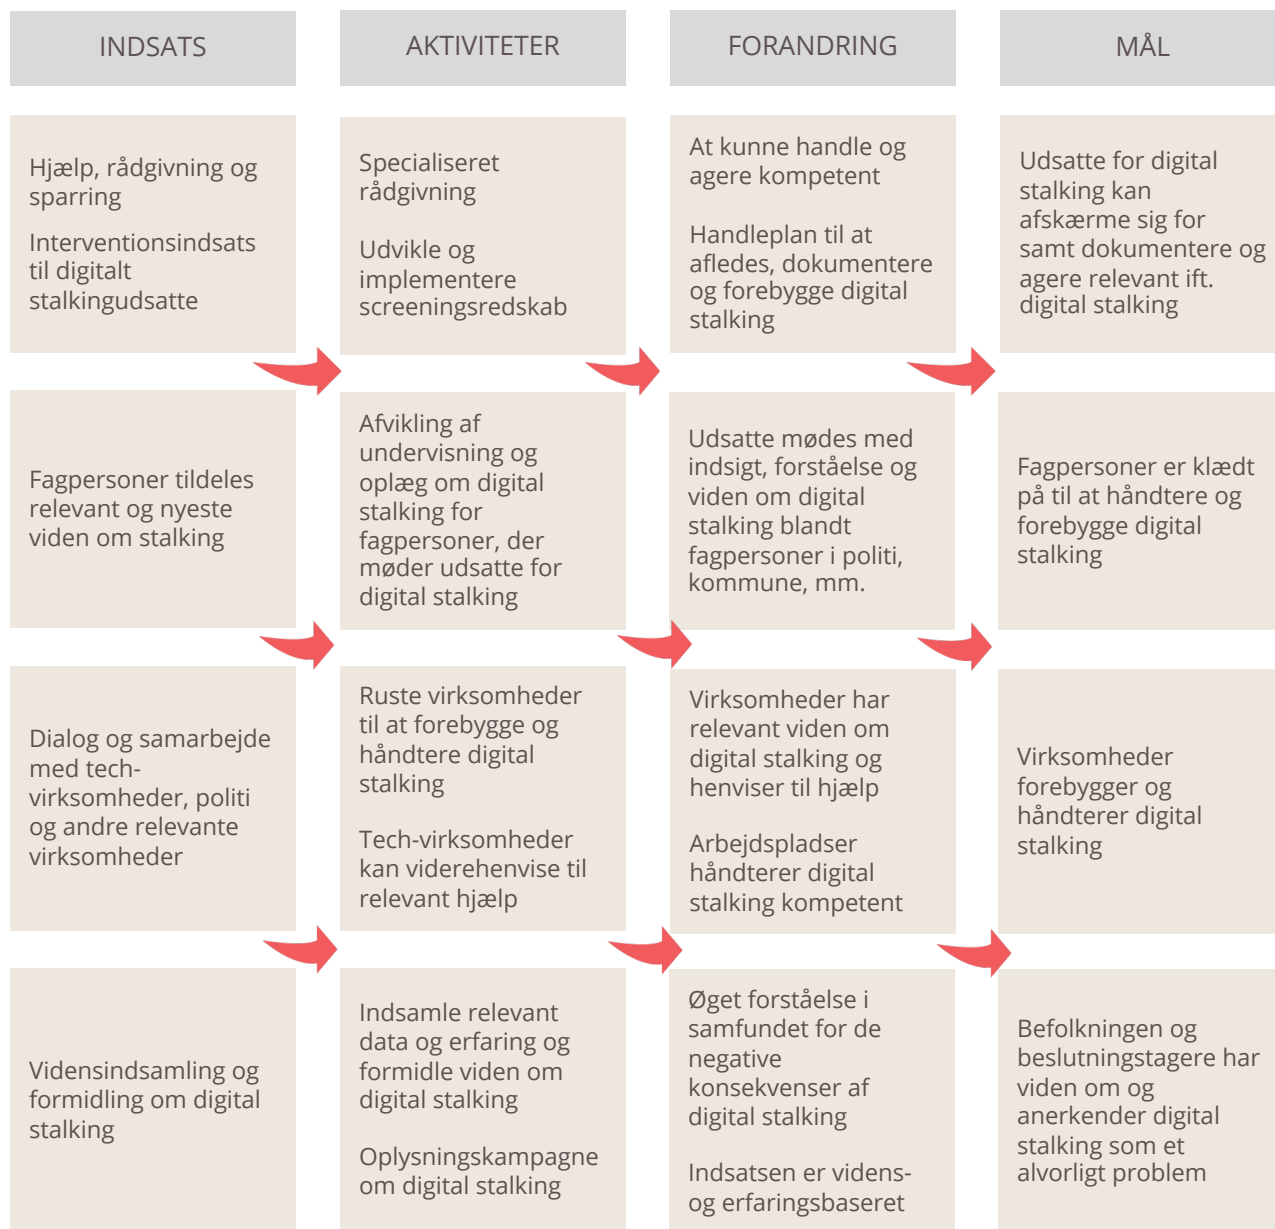 INDSATS
AKTIVITETER
FORANDRING
MÅL
Hjælp, rådgivning og
sparring
Interventionsindsats
til digitalt
stalkingudsatte
Specialiseret
rådgivning
Udvikle og
implementere
screeningsredskab
At kunne handle og
agere kompetent
Handleplan til at
afledes, dokumentere
og forebygge digital
stalking
Udsatte for digital
stalking kan
afskærme sig for
samt dokumentere og
agere relevant ift.
digital stalking
Fagpersoner tildeles
relevant og nyeste
viden om stalking
Afvikling af
undervisning og
oplæg om digital
stalking for
fagpersoner, der
møder udsatte for
digital stalking
Udsatte mødes med
indsigt, forståelse og
viden om digital
stalking blandt
fagpersoner i politi,
kommune, mm.
Fagpersoner er klædt
på til at håndtere og
forebygge digital
stalking
Dialog og samarbejde
med tech-
virksomheder, politi
og andre relevante
virksomheder
Ruste virksomheder
til at forebygge og
håndtere digital
stalking
Tech-virksomheder
kan viderehenvise til
relevant hjælp
Virksomheder har
relevant viden om
digital stalking og
henviser til hjælp
Arbejdspladser
håndterer digital
stalking kompetent
Virksomheder
forebygger og
håndterer digital
stalking
Vidensindsamling og
formidling om digital
stalking
Indsamle relevant
data og erfaring og
formidle viden om
digital stalking
Oplysningskampagne
om digital stalking
Øget forståelse i
samfundet for de
negative
konsekvenser af
digital stalking
Indsatsen er videns-
og erfaringsbaseret
Befolkningen og
beslutningstagere har
viden om og
anerkender digital
stalking som et
alvorligt problem